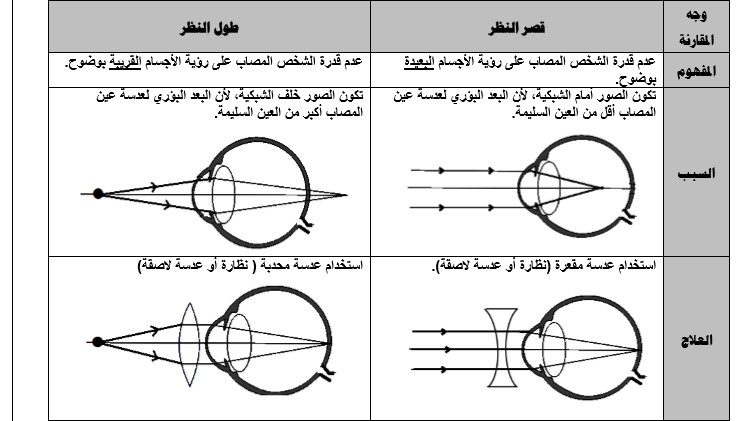 وجه
المقارنة
قصر النظر
طول النظر
المفهوم
عدم قدرة الشخص المصاب على رؤية الأجسام البعيدة
بوضوح.
عدم قدرة الشخص المصاب على رؤية الأجسام القريبة بوضوح.
السبب
تكون الصور أمام الشبكية، لأن البعد البؤري لعدسة عين
المصاب أقل من العين السليمة.
تكون الصور خلف الشبكية، لأن البعد البؤري لعدسة عين
المصاب أكبر من العين السليمة.
العلاج
استخدام عدسة مقعرة (نظارة أو عدسة لاصقة).
استخدام عدسة محدبة ( نظارة أو عدسة لاصقة)